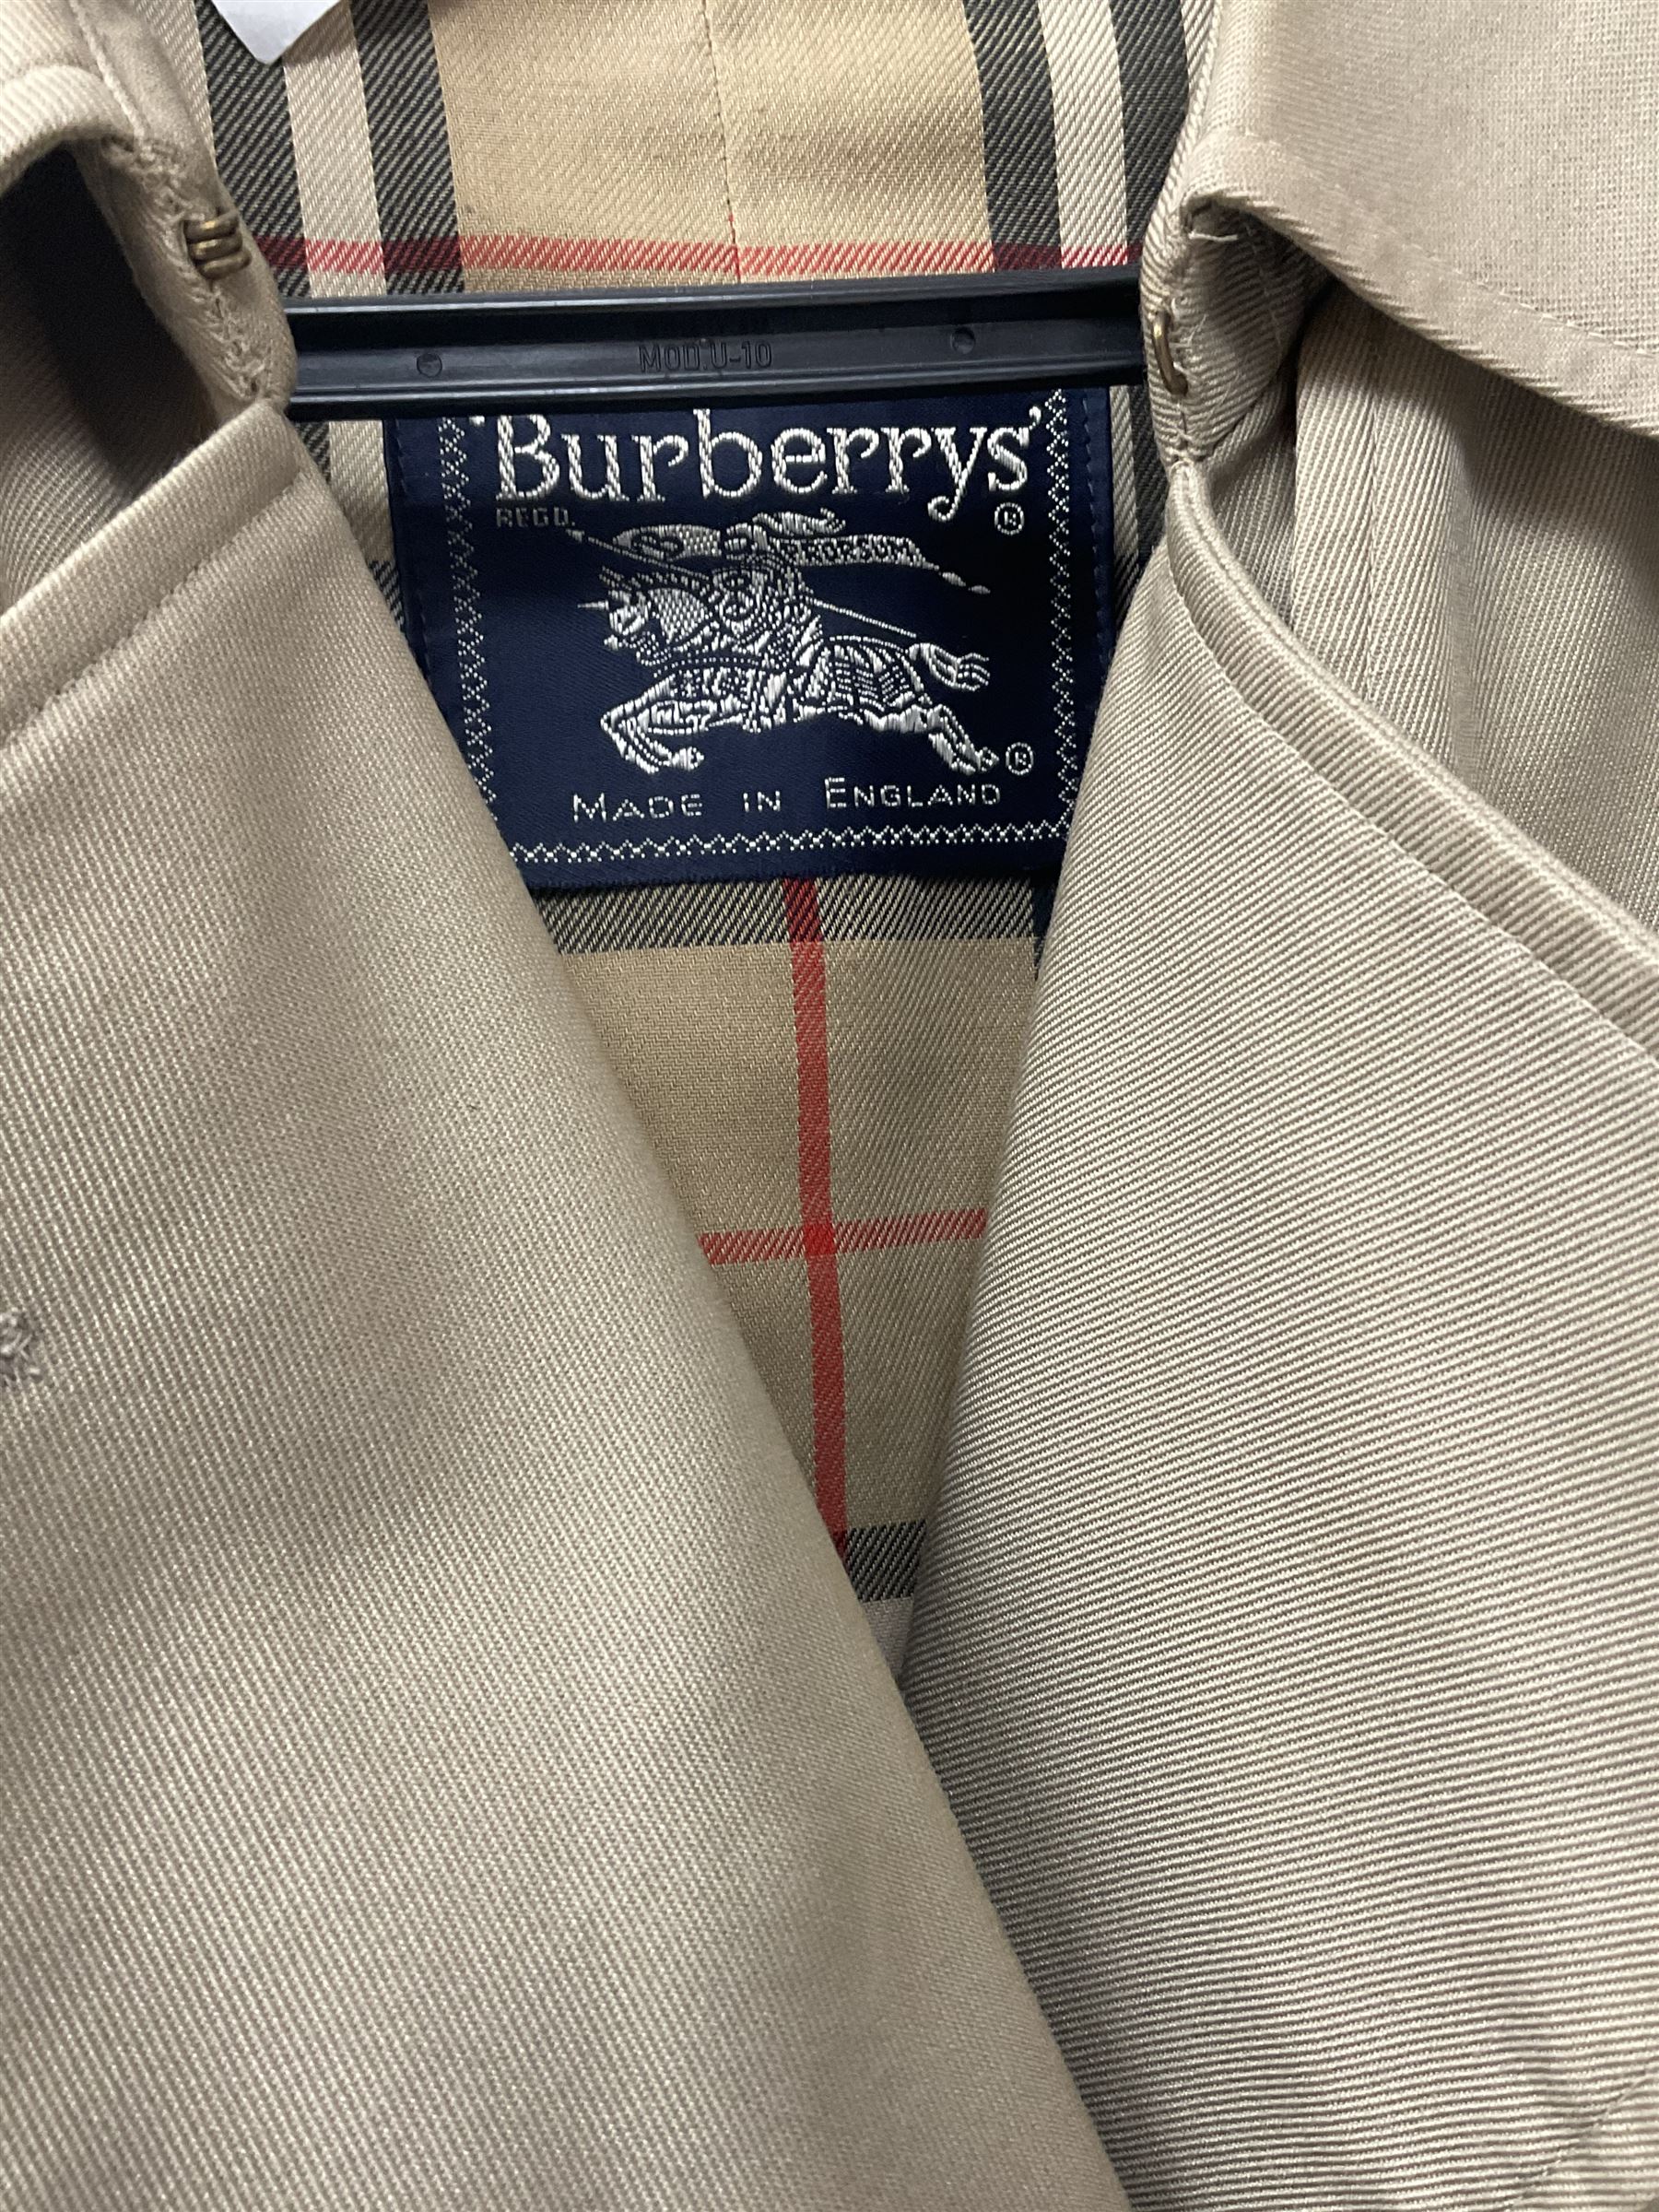 MOD.U-10
'Burberrys'
REGD. ®
PRORSUM
®
MADE IN ENGLAND